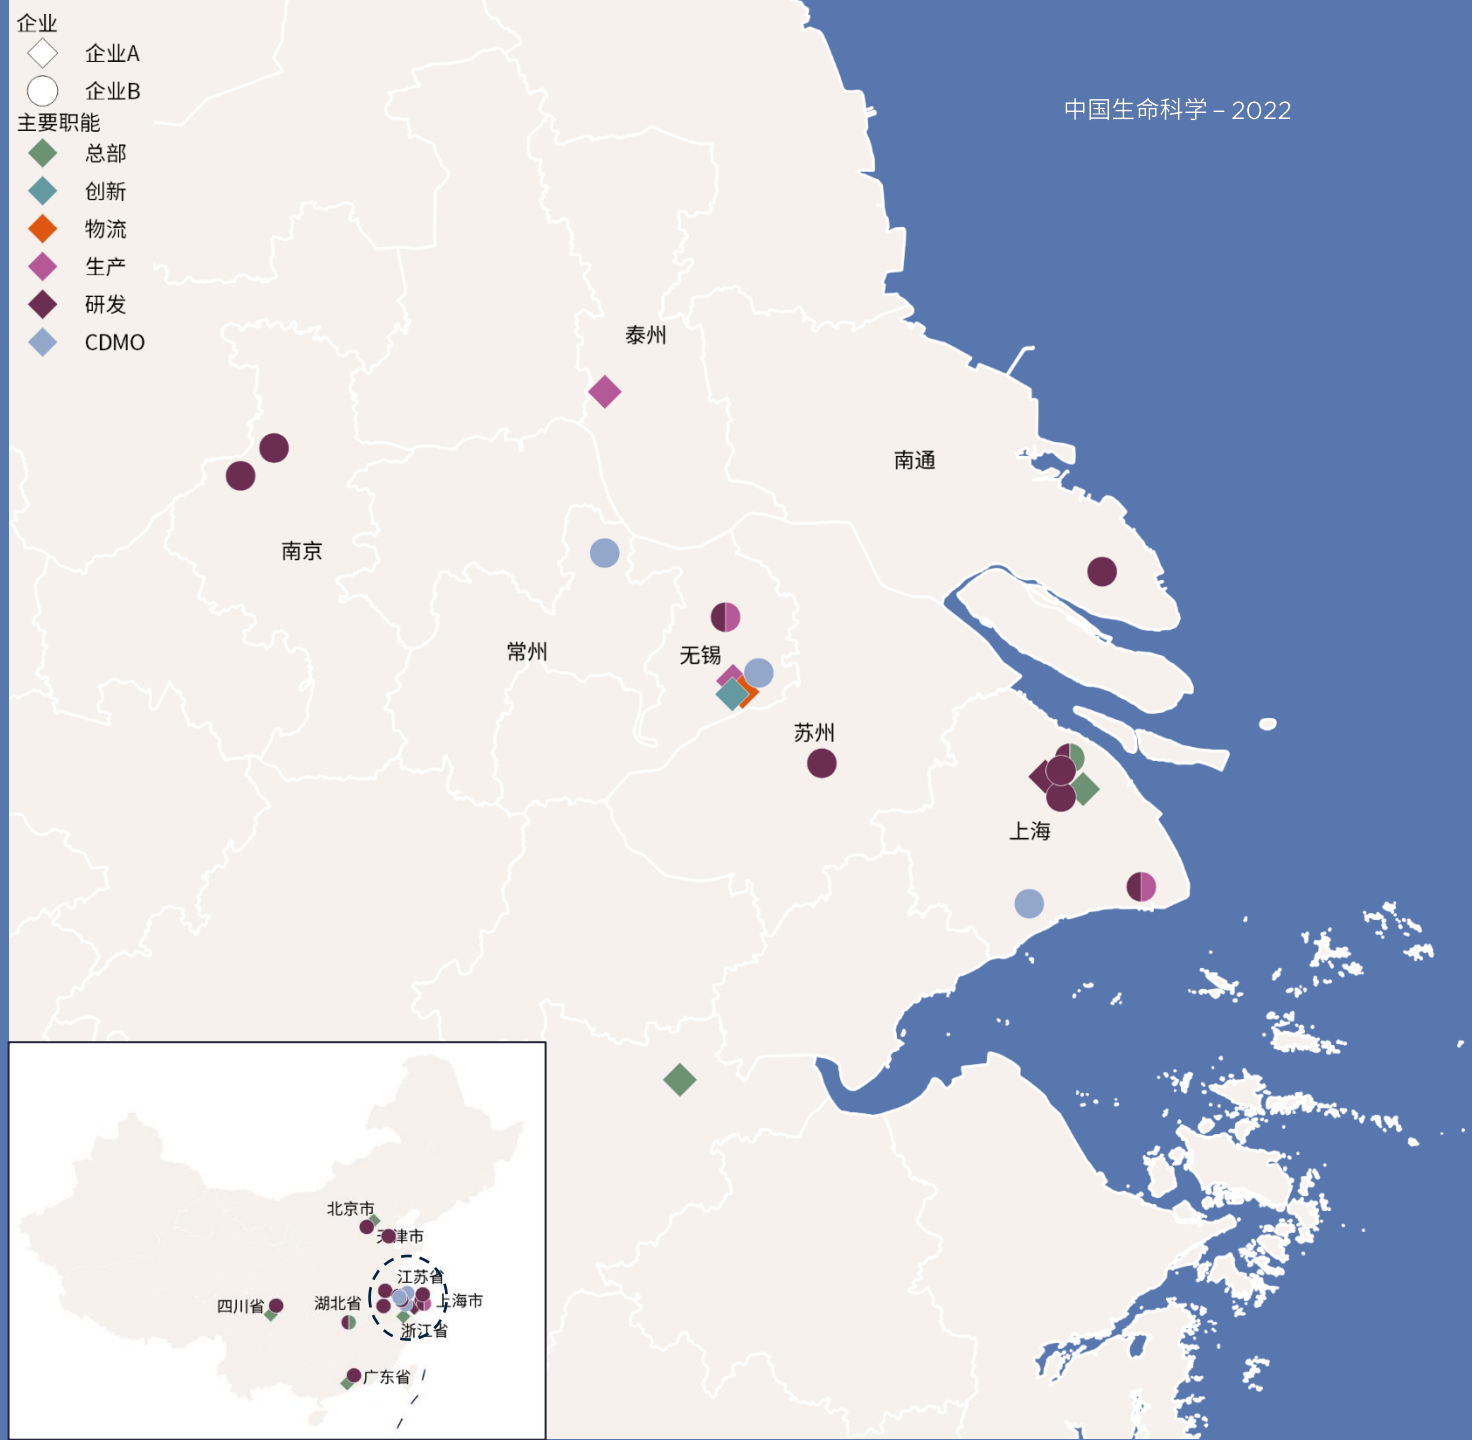 企业
企业A
企业B
主要职能
总部
创新
物流
生产
研发
CDMO
中国生命科学 – 2022
泰州
南通
南京
常州
无锡
苏州
上海
北京市
天津市
江苏省
上海市
四川省
湖北省
浙江省
广东省